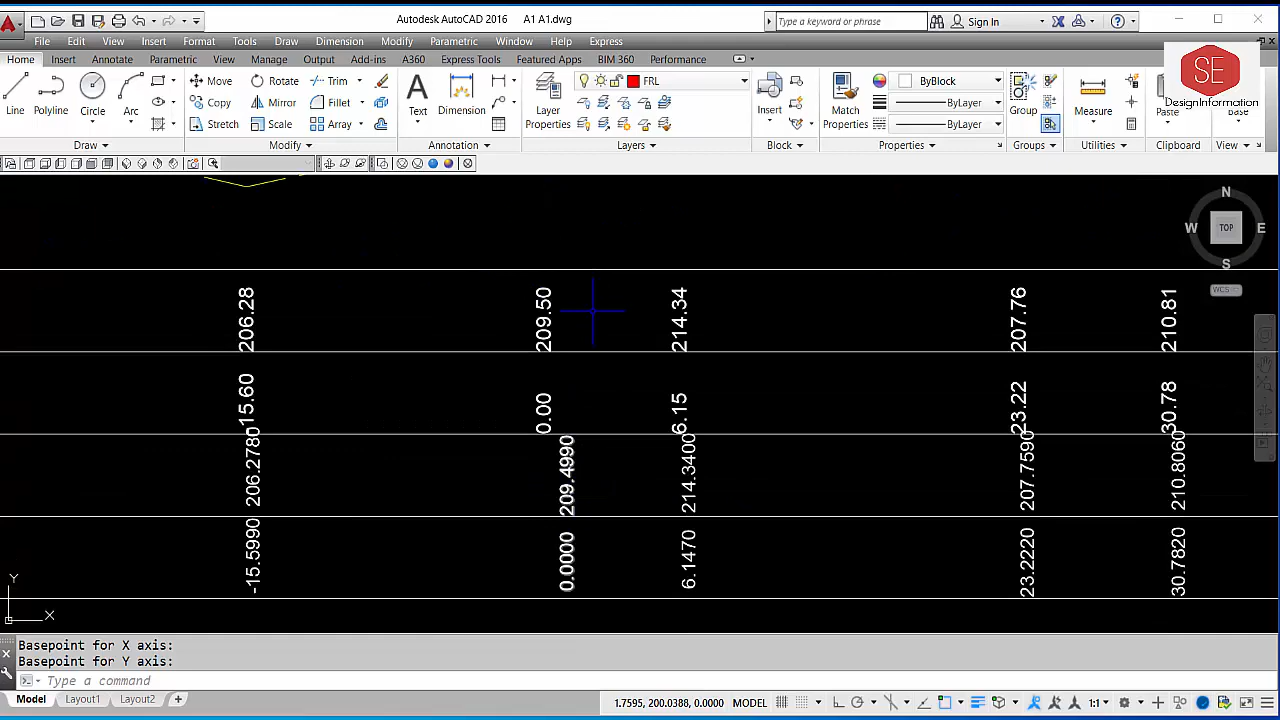 Autodesk AutoCAD 2016 A1 A1.dwg
Type a keyword or phrase
Sign In
File Edit View Insert Format Tools Draw Dimension Modify Parametric Window Help Express
Home Insert Annotate Parametric View Manage Output Add-ins A360 Express Tools Featured Apps BIM 360 Performance
Line Polyline Circle Arc
Move Rotate Trim
Copy Mirror Fillet
Stretch Scale Array
Text Dimension
Layer Properties
FRL
Insert
Match Properties
ByBlock
ByLayer
ByLayer
Group
Measure
Paste
Base
SE
DesignInformation
Draw Modify Annotation Layers Block Properties Groups Utilities Clipboard View
N
W TOP E
S
WCS
206.28 209.50 214.34 207.76 210.81
15.60 0.00 6.15 23.22 30.78
206.2780 209.4990 214.3400 207.7590 210.8060
-15.5990 0.0000 6.1470 23.2220 30.7820
Y
X
Basepoint for X axis:
Basepoint for Y axis:
Type a command
Model Layout1 Layout2 +
1.7595, 200.0388, 0.0000 MODEL 1:1